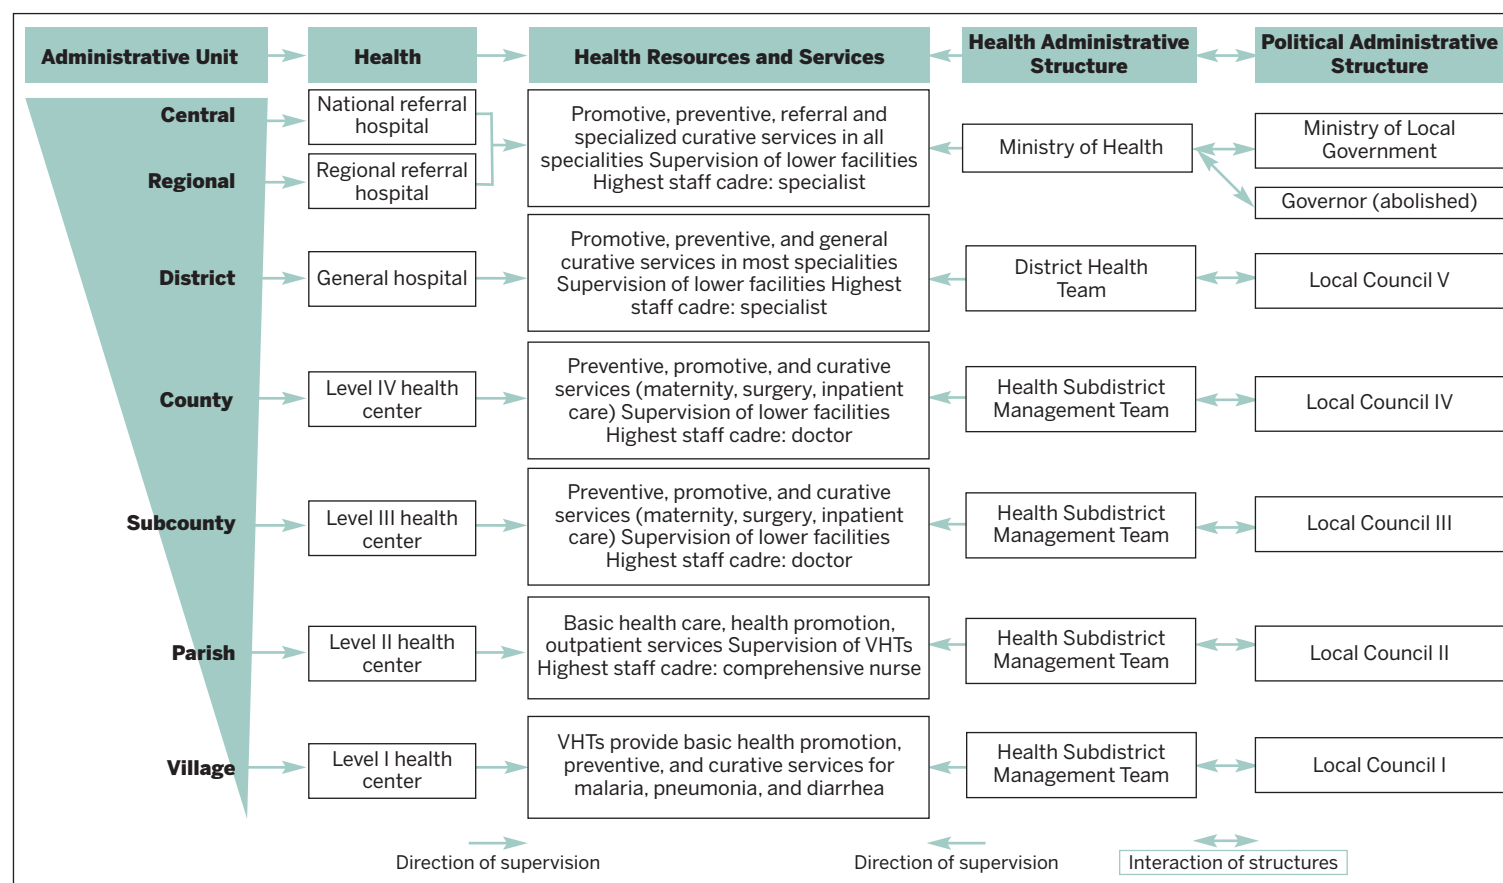 Administrative Unit
Health
Health Resources and Services
Health Administrative
Structure
Political Administrative
Structure
Central
National referral
hospital
Regional
Regional referral
hospital
Promotive, preventive, referral and
specialized curative services in all
specialities Supervision of lower facilities
Highest staff cadre: specialist
Ministry of Health
Ministry of Local
Government
Governor (abolished)
District
General hospital
Promotive, preventive, and general
curative services in most specialities
Supervision of lower facilities Highest
staff cadre: specialist
District Health
Team
Local Council V
County
Level IV health
center
Preventive, promotive, and curative
services (maternity, surgery, inpatient
care) Supervision of lower facilities
Highest staff cadre: doctor
Health Subdistrict
Management Team
Local Council IV
Subcounty
Level III health
center
Preventive, promotive, and curative
services (maternity, surgery, inpatient
care) Supervision of lower facilities
Highest staff cadre: doctor
Health Subdistrict
Management Team
Local Council III
Parish
Level II health
center
Basic health care, health promotion,
outpatient services Supervision of VHTs
Highest staff cadre: comprehensive nurse
Health Subdistrict
Management Team
Local Council II
Village
Level I health
center
VHTs provide basic health promotion,
preventive, and curative services for
malaria, pneumonia, and diarrhea
Health Subdistrict
Management Team
Local Council I
Direction of supervision
Direction of supervision
Interaction of structures